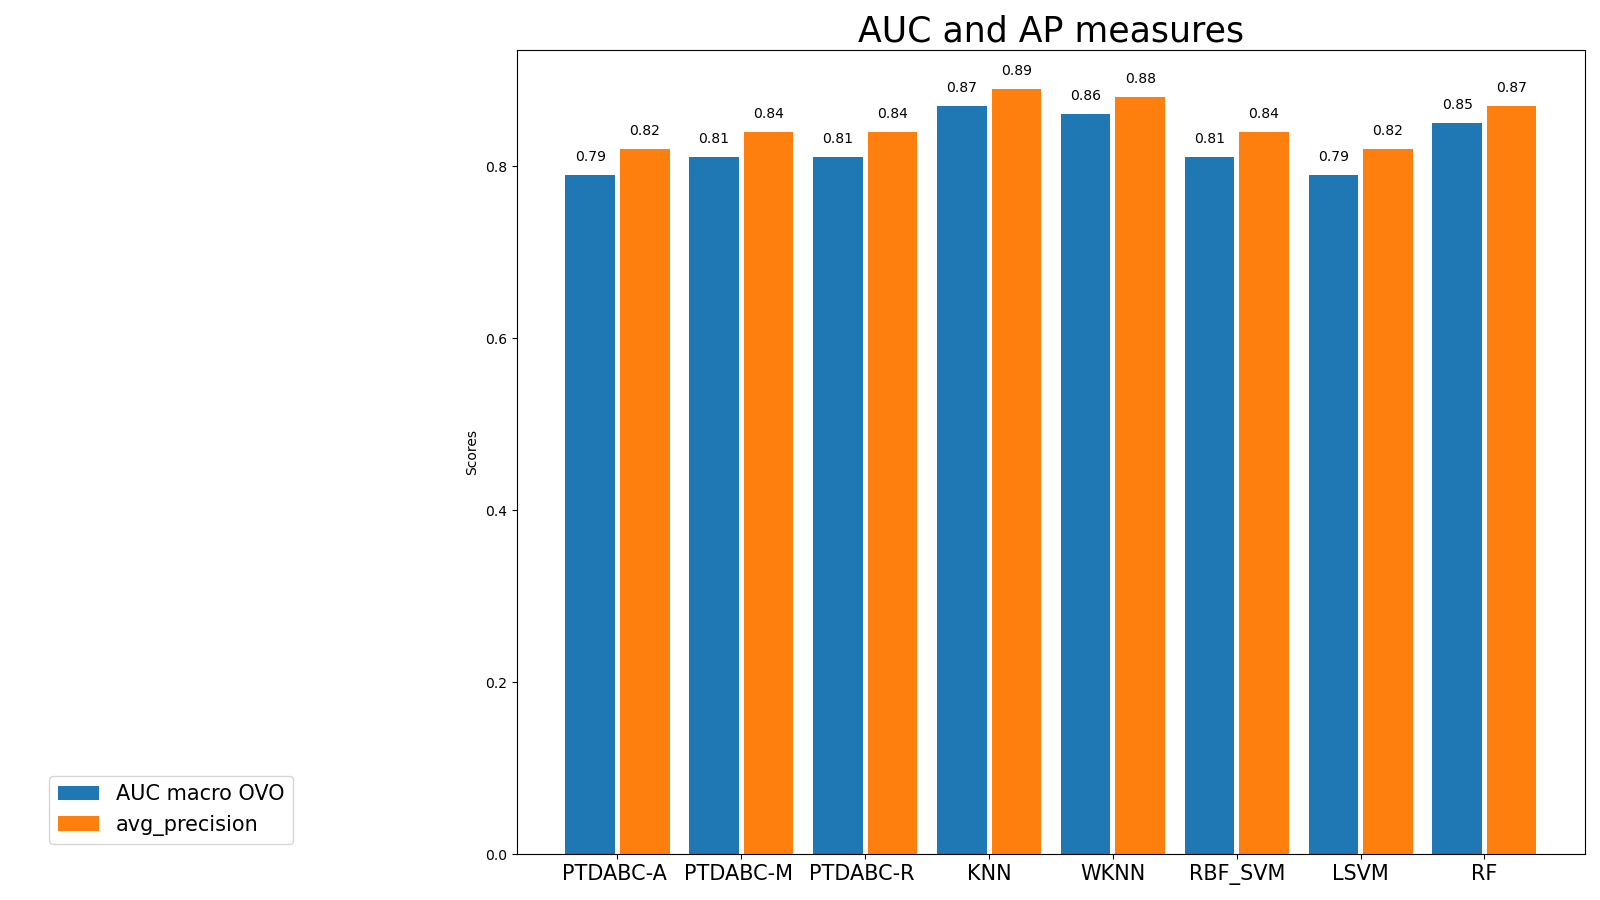 AUC and AP measures
0.79 0.82 0.81 0.84 0.81 0.84 0.87 0.89 0.86 0.88 0.81 0.84 0.79 0.82 0.85 0.87
0.8
0.6
Scores
0.4
0.2
0.0
AUC macro OVO
avg_precision
PTDABC-A PTDABC-M PTDABC-R KNN WKNN RBF_SVM LSVM RF